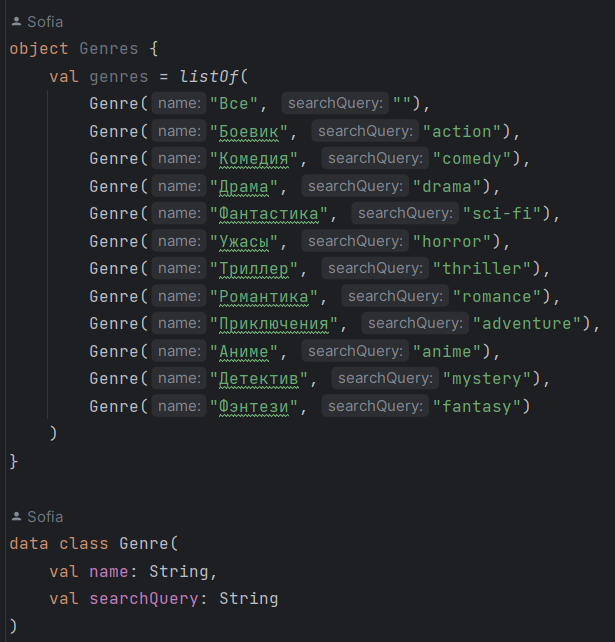 Sofia
object Genres {
    val genres = listOf(
        Genre( name: "Все",  searchQuery: ""),
        Genre( name: "Боевик",  searchQuery: "action"),
        Genre( name: "Комедия",  searchQuery: "comedy"),
        Genre( name: "Драма",  searchQuery: "drama"),
        Genre( name: "Фантастика",  searchQuery: "sci-fi"),
        Genre( name: "Ужасы",  searchQuery: "horror"),
        Genre( name: "Триллер",  searchQuery: "thriller"),
        Genre( name: "Романтика",  searchQuery: "romance"),
        Genre( name: "Приключения",  searchQuery: "adventure"),
        Genre( name: "Аниме",  searchQuery: "anime"),
        Genre( name: "Детектив",  searchQuery: "mystery"),
        Genre( name: "Фэнтези",  searchQuery: "fantasy")
    )
}
Sofia
data class Genre(
    val name: String,
    val searchQuery: String
)